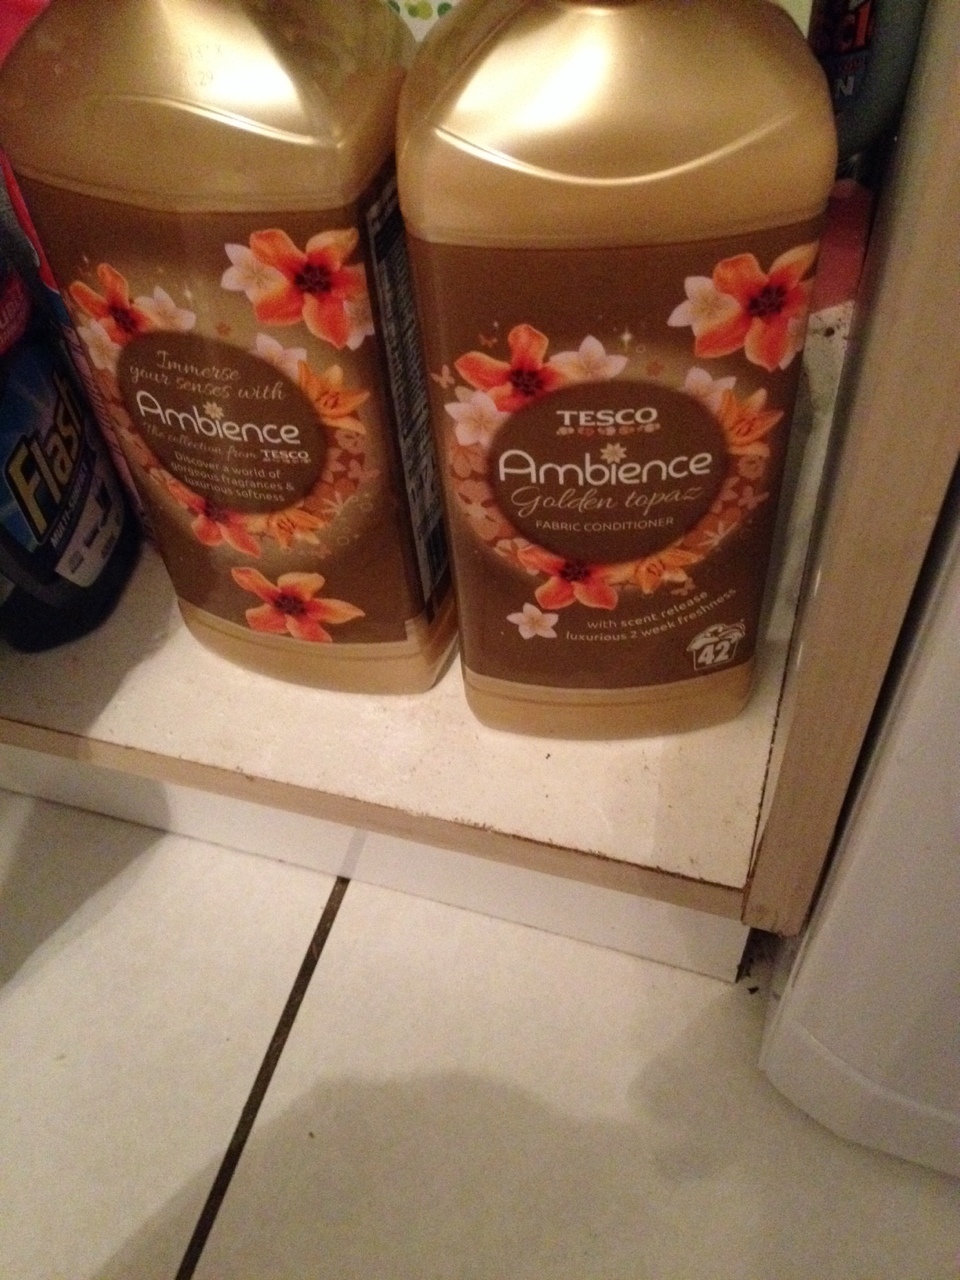 Immerse
your senses with
Ambience
The collection from TESCO
Discover a world of
gorgeous fragrances &
luxurious softness
TESCO
Ambience
Golden topaz
FABRIC CONDITIONER
with scent release
luxurious 2 week freshness
42
Flash